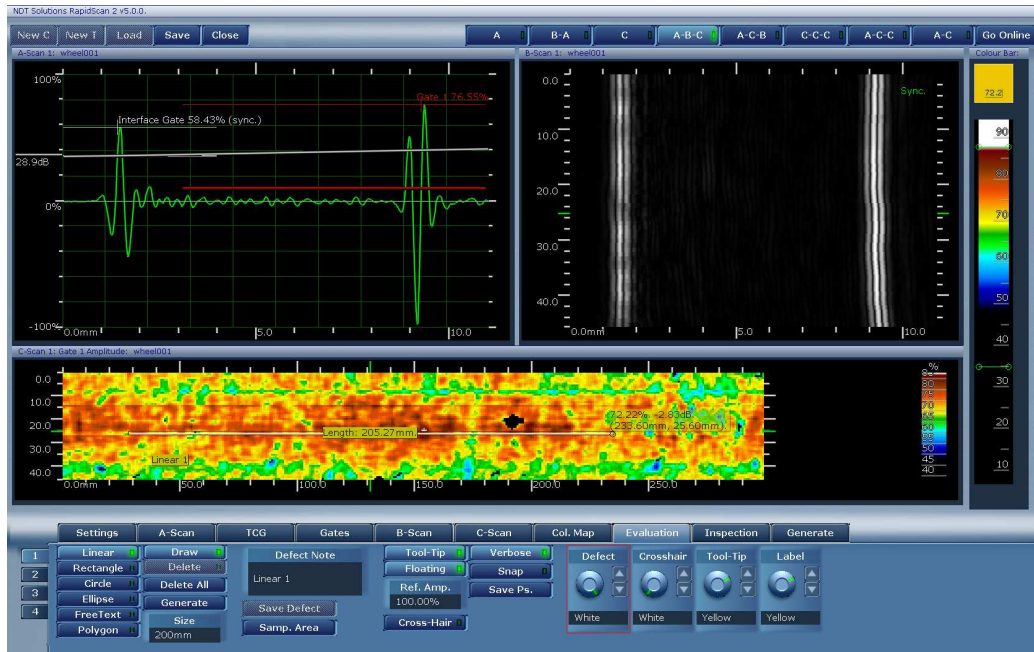 NDT Solutions RapidScan 2 v5.0.0.
New C New T Load Save Close A B-A C A-B-C A-C-B C-C-C A-C-C A-C Go Online
A-Scan 1: wheel001 B-Scan 1: wheel001 Colour Bar:
100%
Gate 1 76.55%
Interface Gate 58.43% (sync.)
28.9dB
0%
-100%
0.0mm 5.0 10.0
0.0
10.0
20.0
30.0
40.0
Sync.
0.0mm 5.0 10.0
72.2
90
80
70
60
50
40
30
20
10
C-Scan 1: Gate 1 Amplitude: wheel001
0.0
10.0
20.0
30.0
40.0
72.22%. -2.83dB.
(233.60mm, 25.60mm).
Length: 205.27mm.
Linear 1
0.0mm 50.0 150.0 200.0 250.0
%
45
40
Settings A-Scan TCG Gates B-Scan C-Scan Col. Map Evaluation Inspection Generate
1
2
3
4
Linear Draw Defect Note Tool-Tip Verbose Defect Crosshair Tool-Tip Label
Rectangle Delete Floating Snap
Circle Delete All Linear 1 Ref. Amp. Save Ps.
Ellipse Generate 100.00%
FreeText Size Save Defect Cross-Hair White White Yellow Yellow
Polygon 200mm Samp. Area